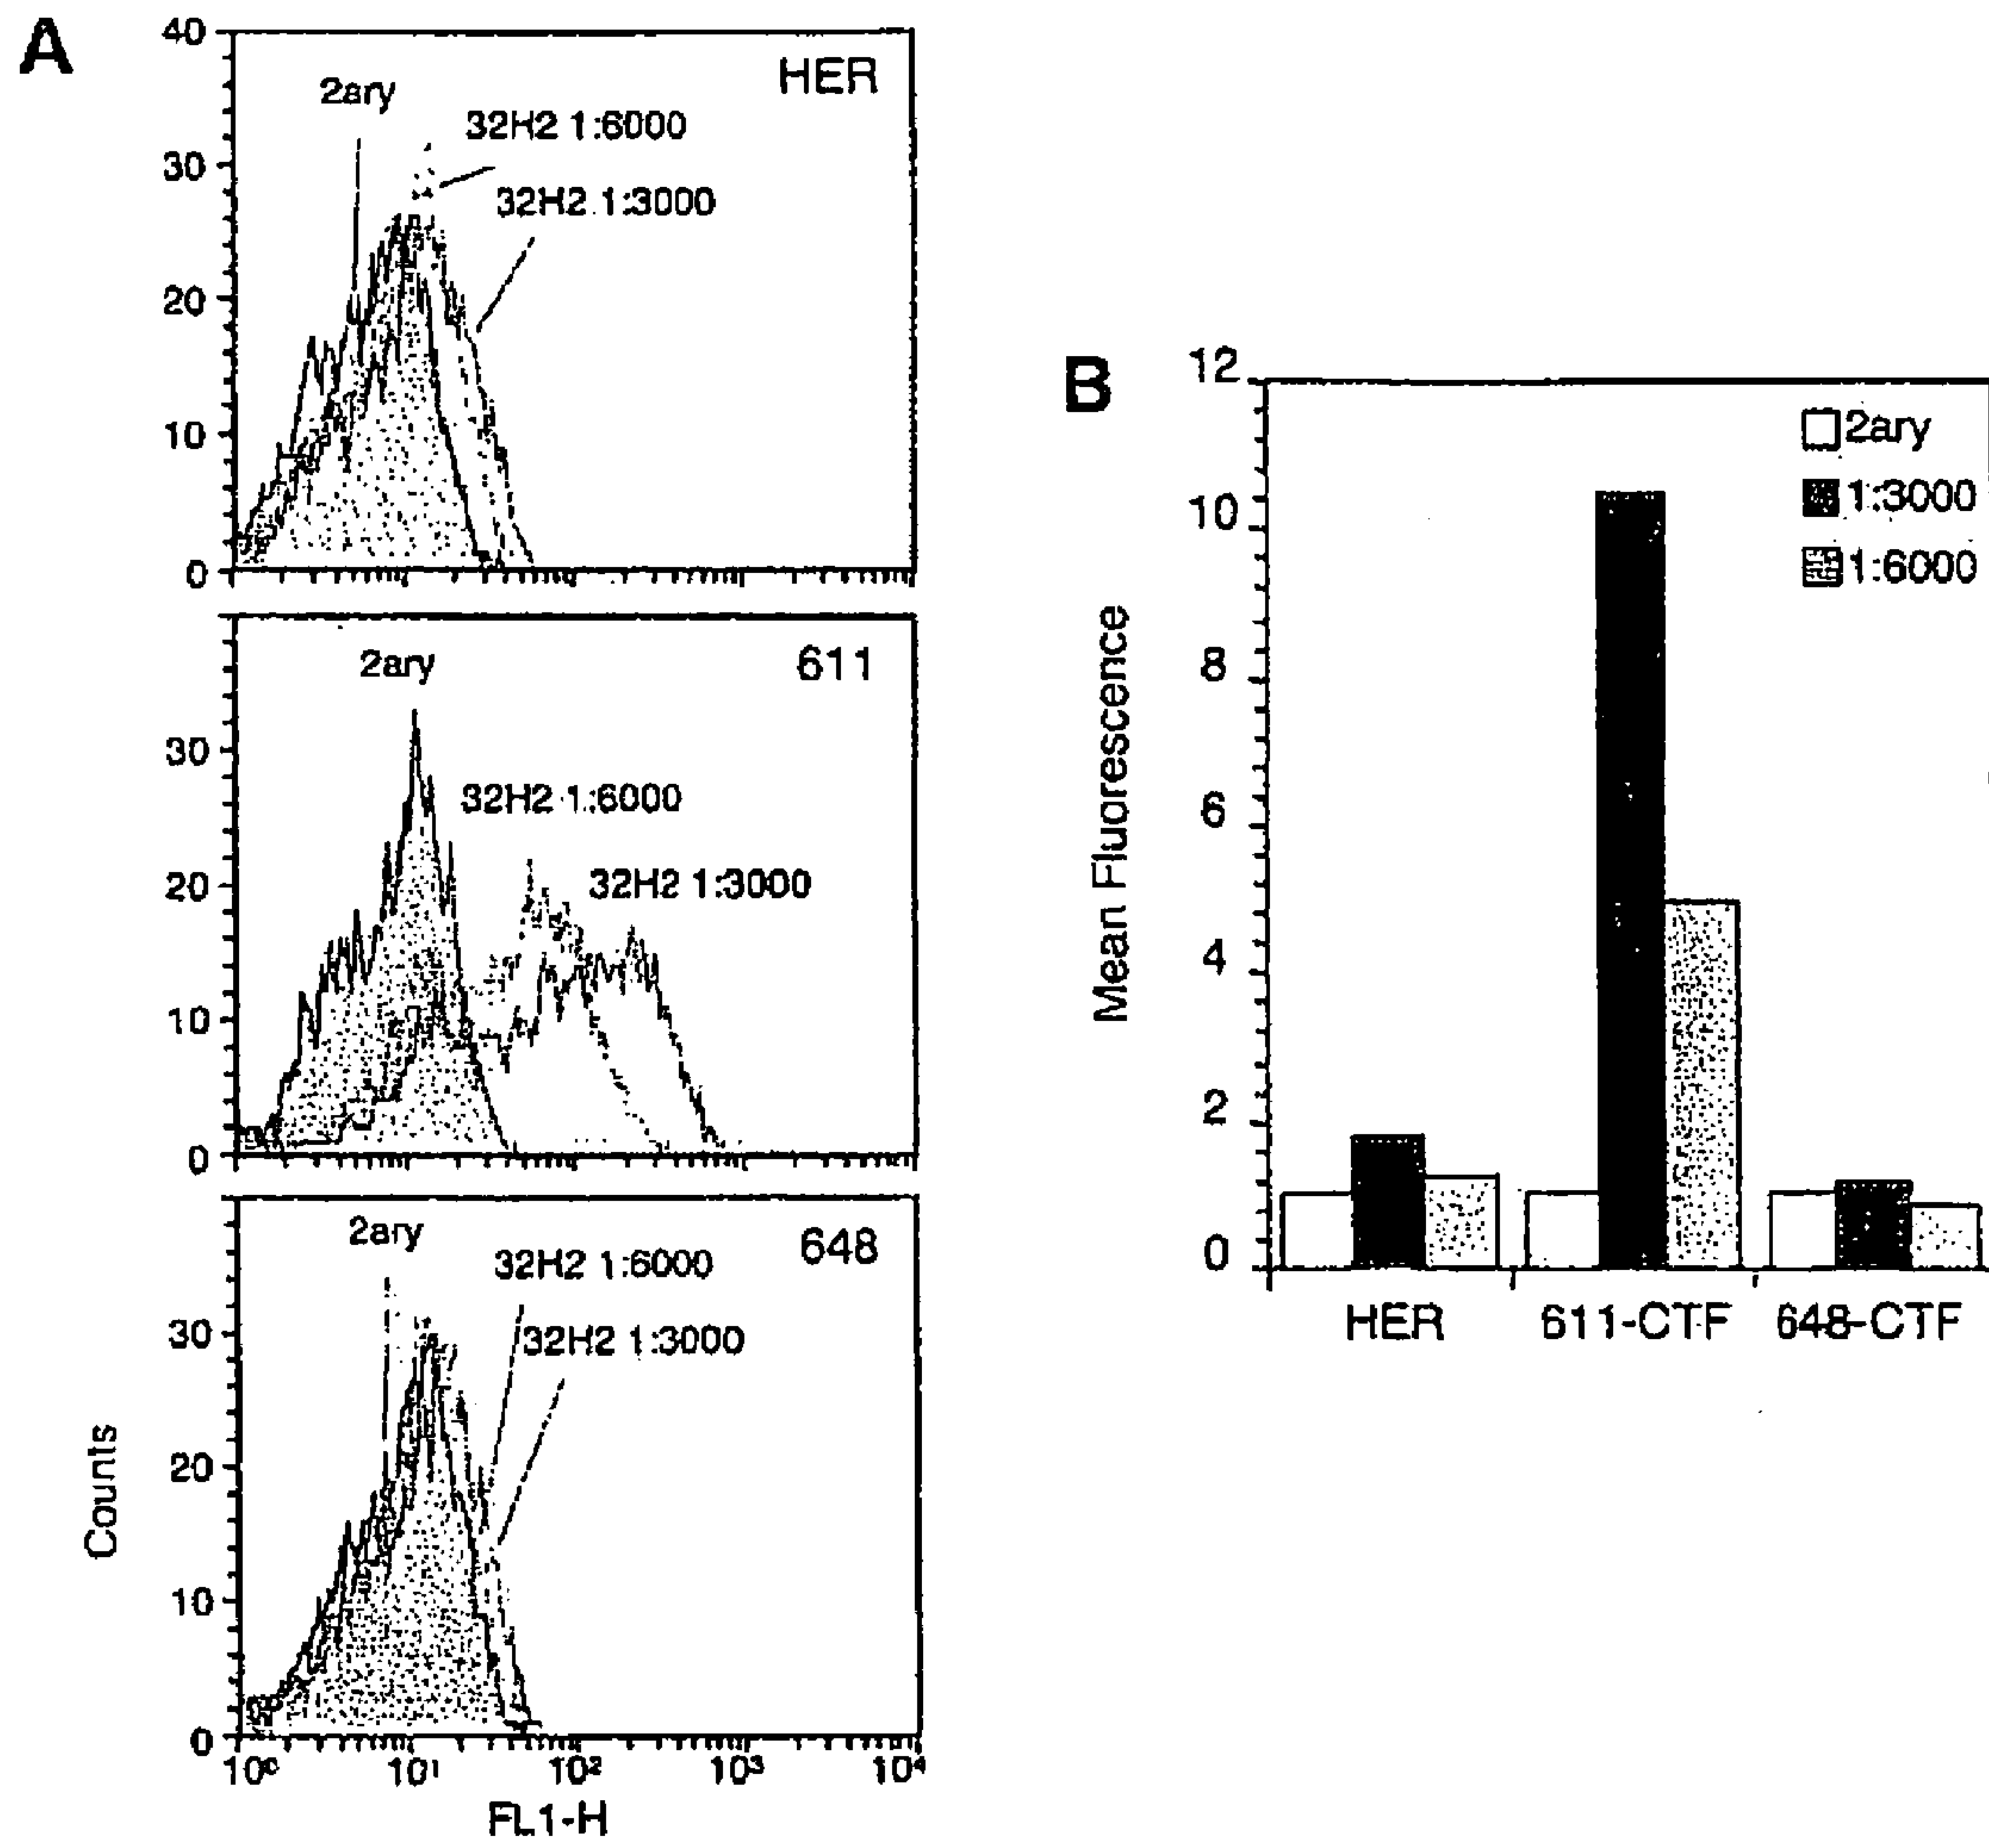 A
40
30
20
10
0
HER
2ary
32H2 1:6000
32H2 1:3000
30
20
10
0
611
2ary
32H2 1:6000
32H2 1:3000
30
20
10
0
648
2ary
32H2 1:6000
32H2 1:3000
Counts
10⁰ 10¹ 10² 10³ 10⁴
FL1-H
B
12
10
8
6
4
2
0
Mean Fluorescence
2ary
1:3000
1:6000
HER 611-CTF 648-CTF